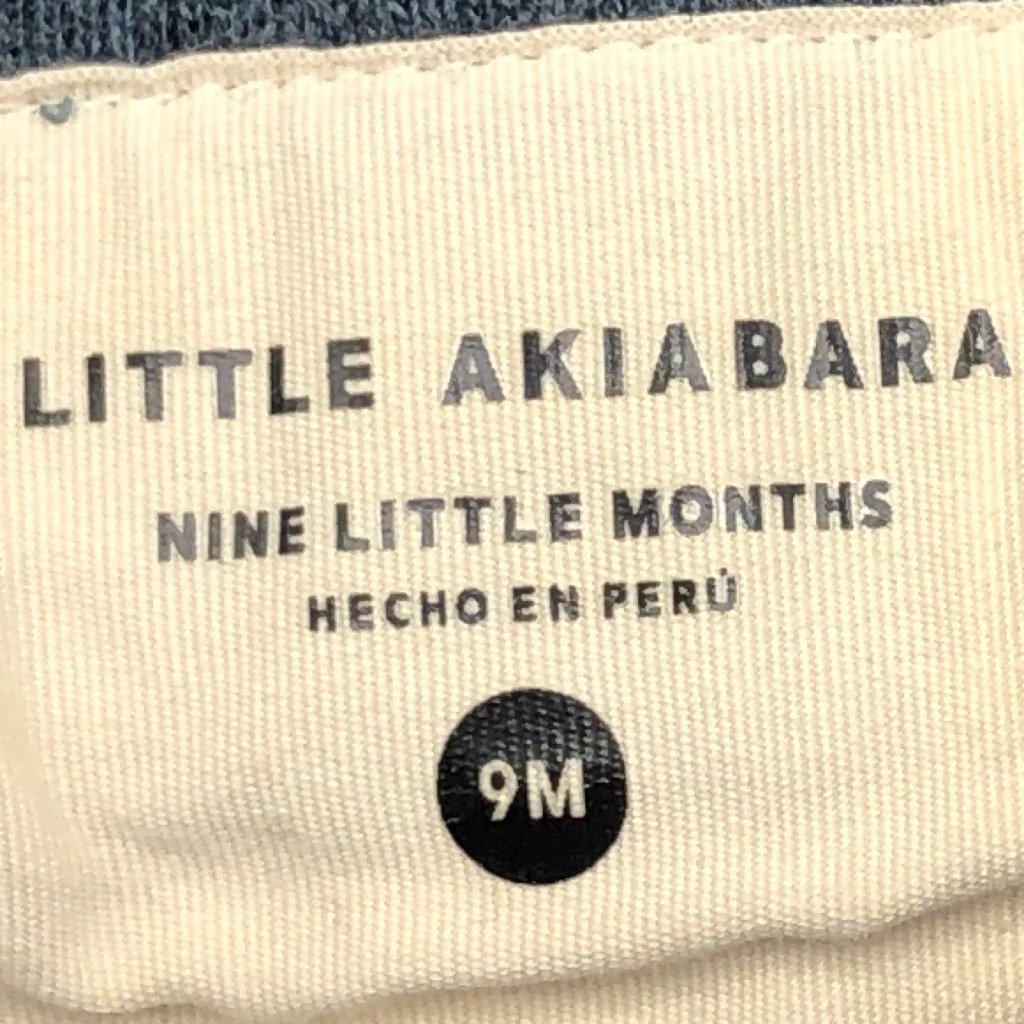 LITTLE AKIABARA
NINE LITTLE MONTHS
HECHO EN PERÚ
9M